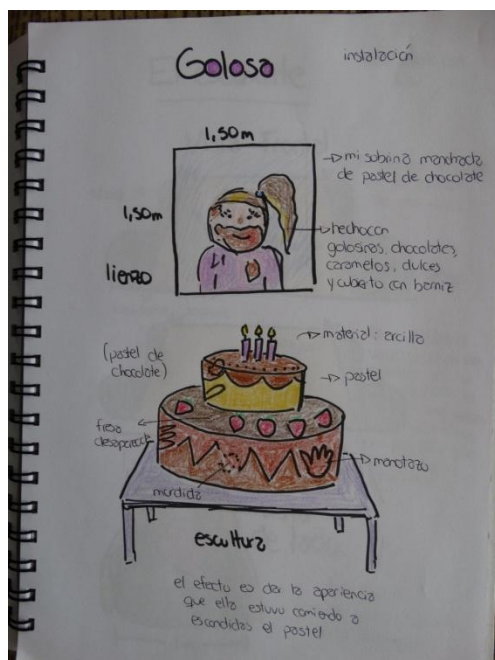 Golosa
instalación
1,50m
1,50m
lienzo
mi sobrina manchada
de pastel de chocolate
hecho con
golosinas, chocolates,
caramelos, dulces
y cubierto con barniz
(pastel de
chocolate)
material: arcilla
pastel
fresa
desaparecida
manotazo
mordida
escultura
el efecto es dar la apariencia
que ella estuvo comiendo a
escondidas el pastel